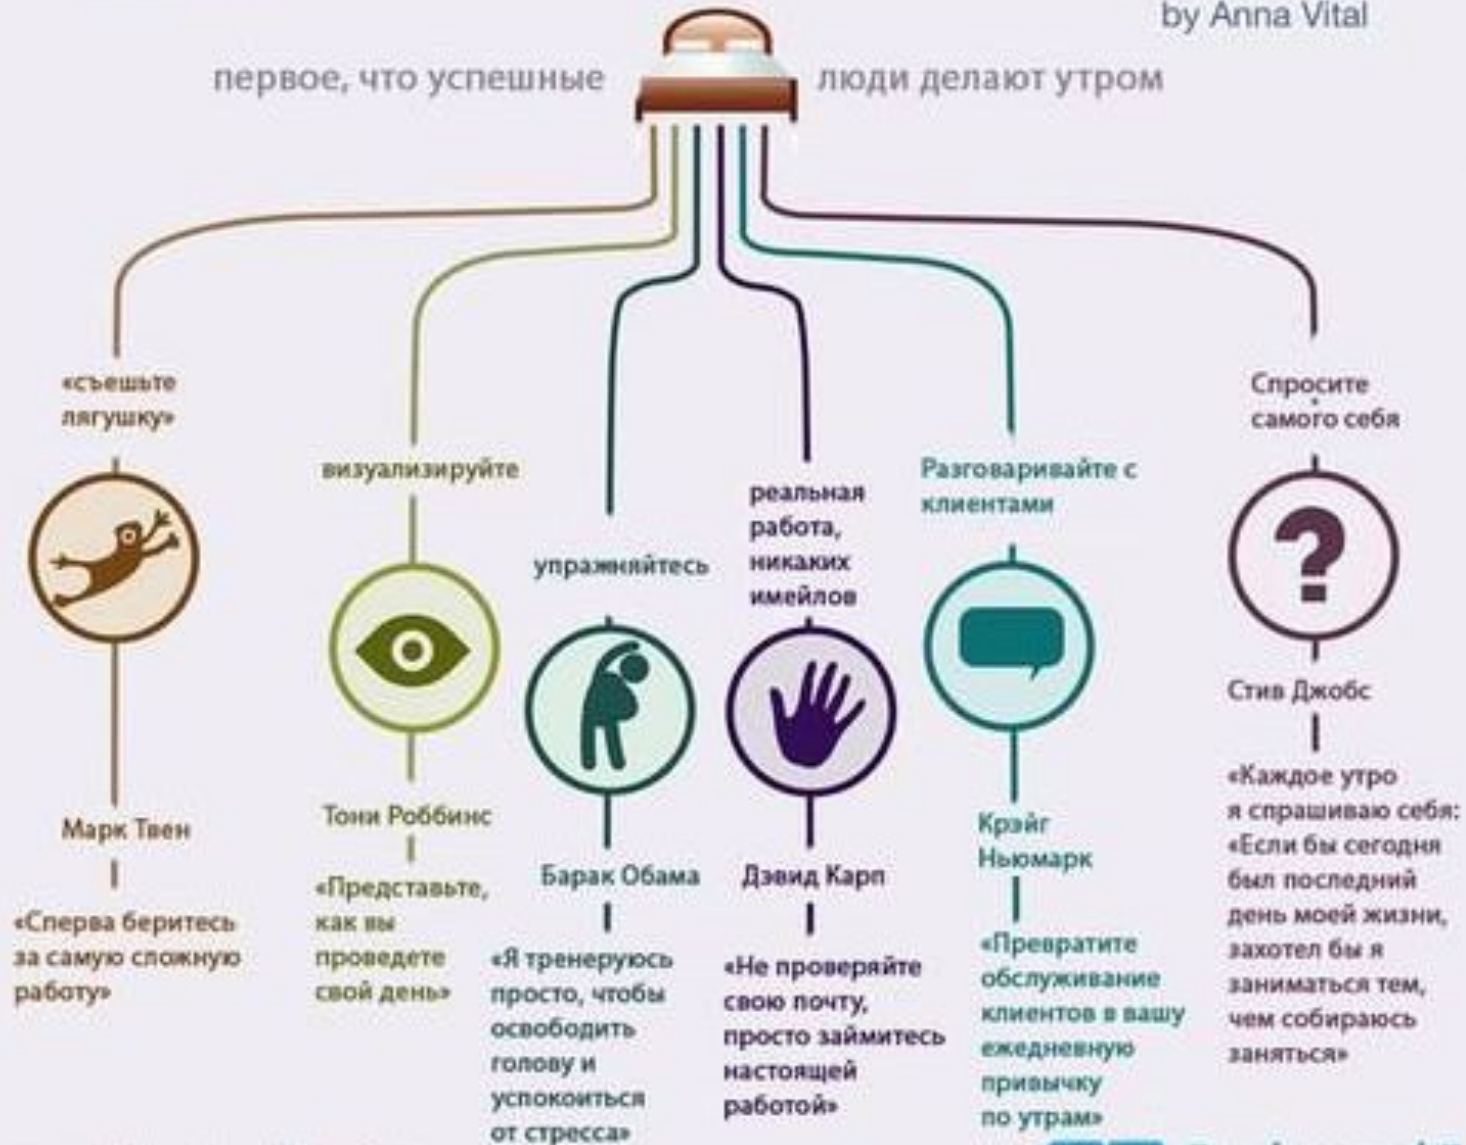 by Anna Vital
первое, что успешные люди делают утром
«съешьте
лягушку»
Марк Твен
«Сперва беритесь
за самую сложную
работу»
визуализируйте
Тони Роббинс
«Представьте,
как вы
проведете
свой день»
упражняйтесь
Барак Обама
«Я тренеруюсь
просто, чтобы
освободить
голову и
успокоиться
от стресса»
реальная
работа,
никаких
имейлов
Дэвид Карп
«Не проверяйте
свою почту,
просто займитесь
настоящей
работой»
Разговаривайте с
клиентами
Крэйг
Ньюмарк
«Превратите
обслуживание
клиентов в вашу
ежедневную
привычку
по утрам»
Спросите
самого себя
Стив Джобс
«Каждое утро
я спрашиваю себя:
«Если бы сегодня
был последний
день моей жизни,
захотел бы я
заниматься тем,
чем собираюсь
заняться»